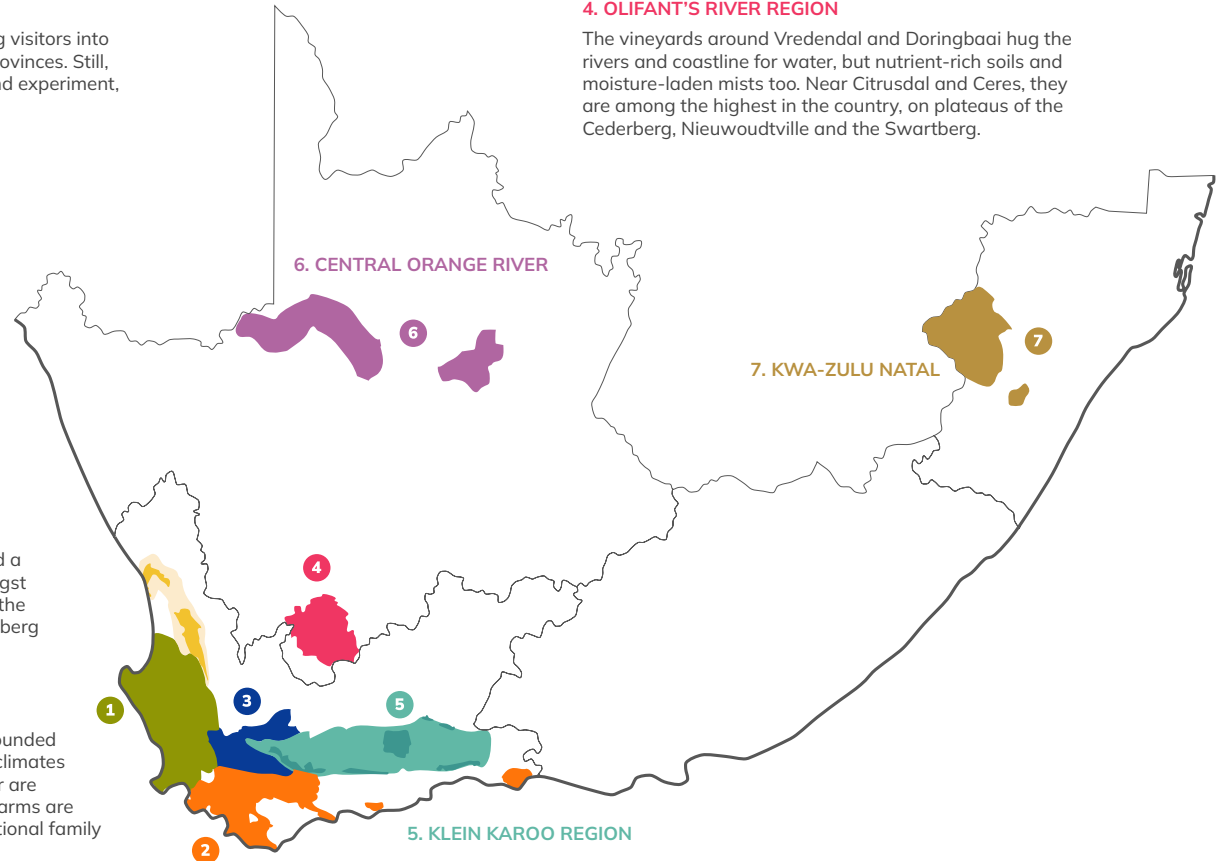 g visitors into
ovinces. Still,
nd experiment,
4. OLIFANT'S RIVER REGION
The vineyards around Vredendal and Doringbaai hug the
rivers and coastline for water, but nutrient-rich soils and
moisture-laden mists too. Near Citrusdal and Ceres, they
are among the highest in the country, on plateaus of the
Cederberg, Nieuwoudtville and the Swartberg.
6. CENTRAL ORANGE RIVER
6
7
7. KWA-ZULU NATAL
d a
gst
the
berg
4
1
3
5
ounded
climates
r are
arms are
tional family
5. KLEIN KAROO REGION
2